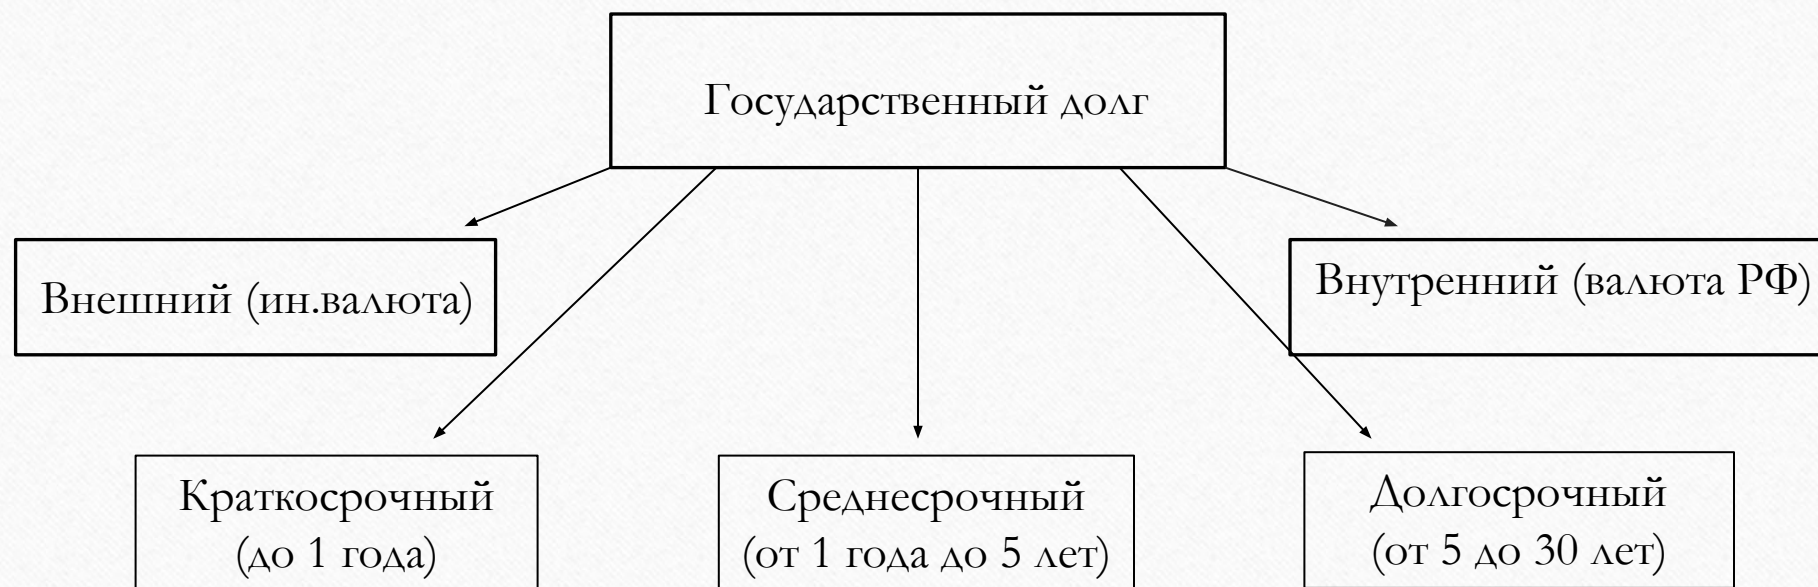 Государственный долг
Внешний (ин.валюта)
Внутренний (валюта РФ)
Краткосрочный
(до 1 года)
Среднесрочный
(от 1 года до 5 лет)
Долгосрочный
(от 5 до 30 лет)